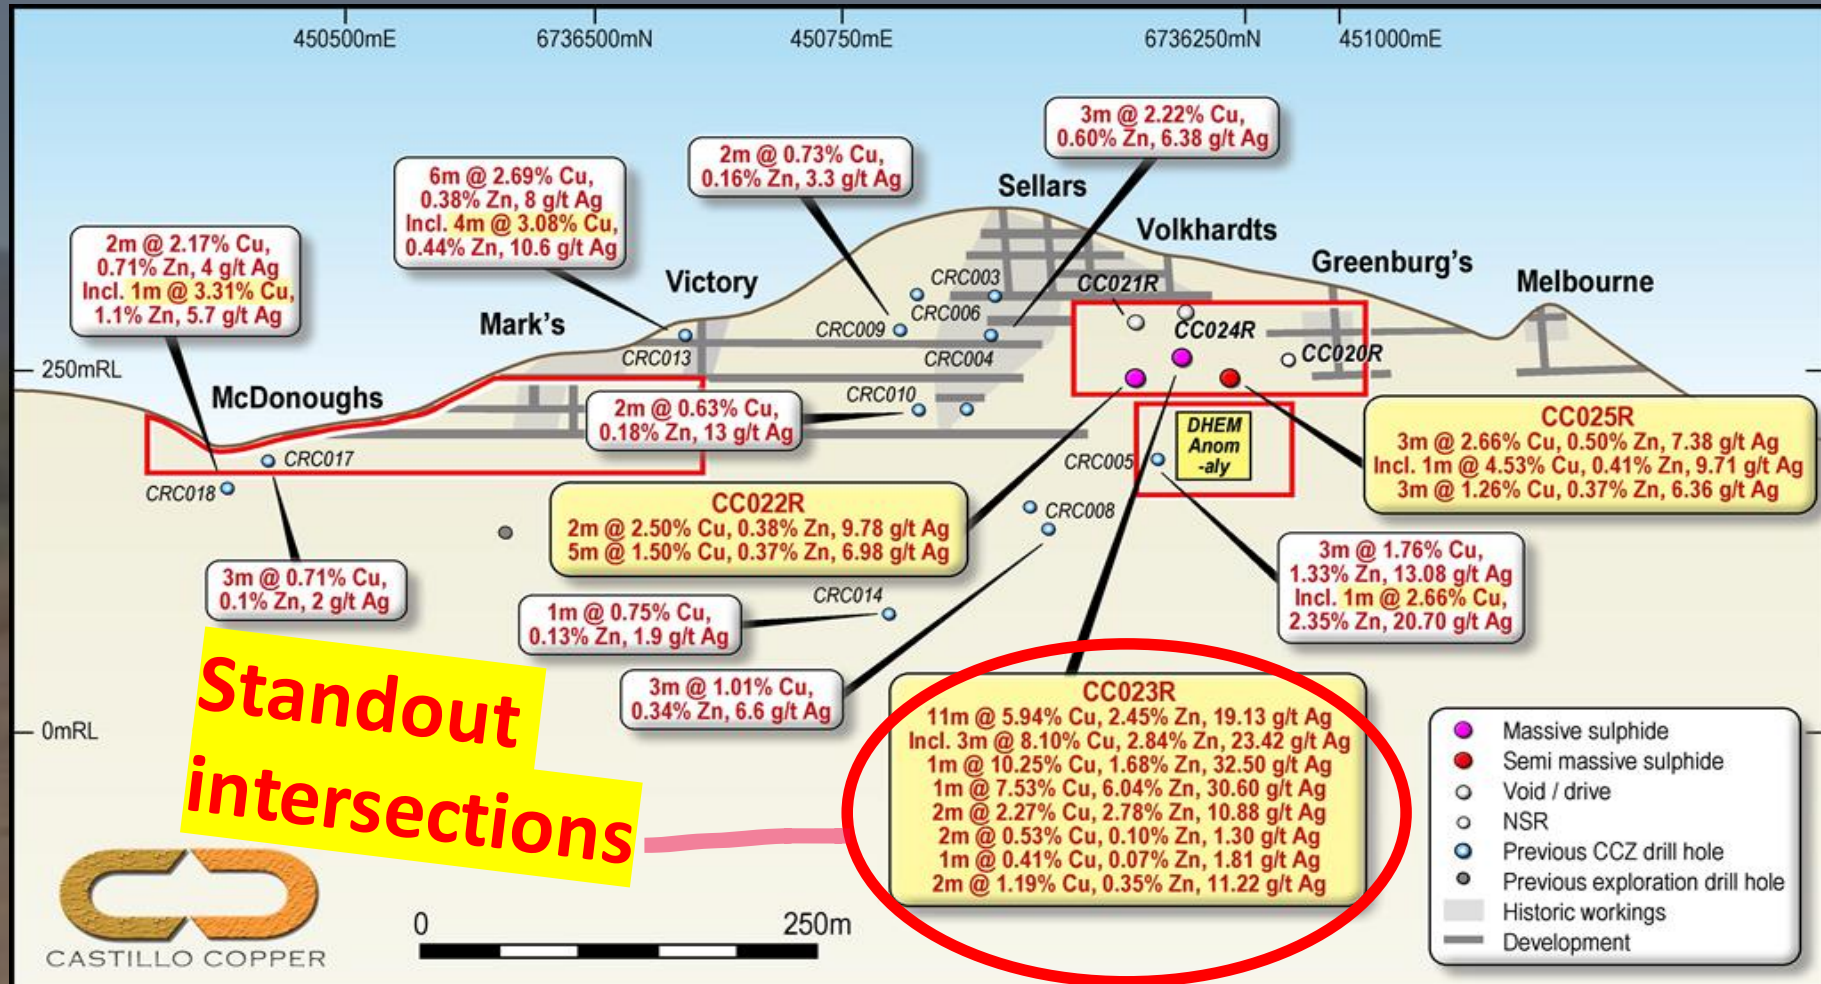 450500mE
6736500mN
450750mE
6736250mN
451000mE
3m @ 2.22% Cu,
0.60% Zn, 6.38 g/t Ag
2m @ 0.73% Cu,
0.16% Zn, 3.3 g/t Ag
6m @ 2.69% Cu,
0.38% Zn, 8 g/t Ag
Incl. 4m @ 3.08% Cu,
0.44% Zn, 10.6 g/t Ag
2m @ 2.17% Cu,
0.71% Zn, 4 g/t Ag
Incl. 1m @ 3.31% Cu,
1.1% Zn, 5.7 g/t Ag
Sellars
Volkhardts
Greenburg's
Melbourne
Victory
Mark's
McDonoughs
CRC003
CC021R
CRC006
CRC009
CC024R
CRC013
CRC004
CC020R
250mRL
CRC010
2m @ 0.63% Cu,
0.18% Zn, 13 g/t Ag
DHEM
Anom
-aly
CC025R
3m @ 2.66% Cu, 0.50% Zn, 7.38 g/t Ag
Incl. 1m @ 4.53% Cu, 0.41% Zn, 9.71 g/t Ag
3m @ 1.26% Cu, 0.37% Zn, 6.36 g/t Ag
CRC017
CRC005
CRC018
CC022R
2m @ 2.50% Cu, 0.38% Zn, 9.78 g/t Ag
5m @ 1.50% Cu, 0.37% Zn, 6.98 g/t Ag
CRC008
3m @ 1.76% Cu,
1.33% Zn, 13.08 g/t Ag
Incl. 1m @ 2.66% Cu,
2.35% Zn, 20.70 g/t Ag
3m @ 0.71% Cu,
0.1% Zn, 2 g/t Ag
CRC014
1m @ 0.75% Cu,
0.13% Zn, 1.9 g/t Ag
3m @ 1.01% Cu,
0.34% Zn, 6.6 g/t Ag
0mRL
Standout
intersections
CC023R
11m @ 5.94% Cu, 2.45% Zn, 19.13 g/t Ag
Incl. 3m @ 8.10% Cu, 2.84% Zn, 23.42 g/t Ag
1m @ 10.25% Cu, 1.68% Zn, 32.50 g/t Ag
1m @ 7.53% Cu, 6.04% Zn, 30.60 g/t Ag
2m @ 2.27% Cu, 2.78% Zn, 10.88 g/t Ag
2m @ 0.53% Cu, 0.10% Zn, 1.30 g/t Ag
1m @ 0.41% Cu, 0.07% Zn, 1.81 g/t Ag
2m @ 1.19% Cu, 0.35% Zn, 11.22 g/t Ag
Massive sulphide
Semi massive sulphide
Void / drive
NSR
Previous CCZ drill hole
Previous exploration drill hole
Historic workings
Development
0
250m
CASTILLO COPPER